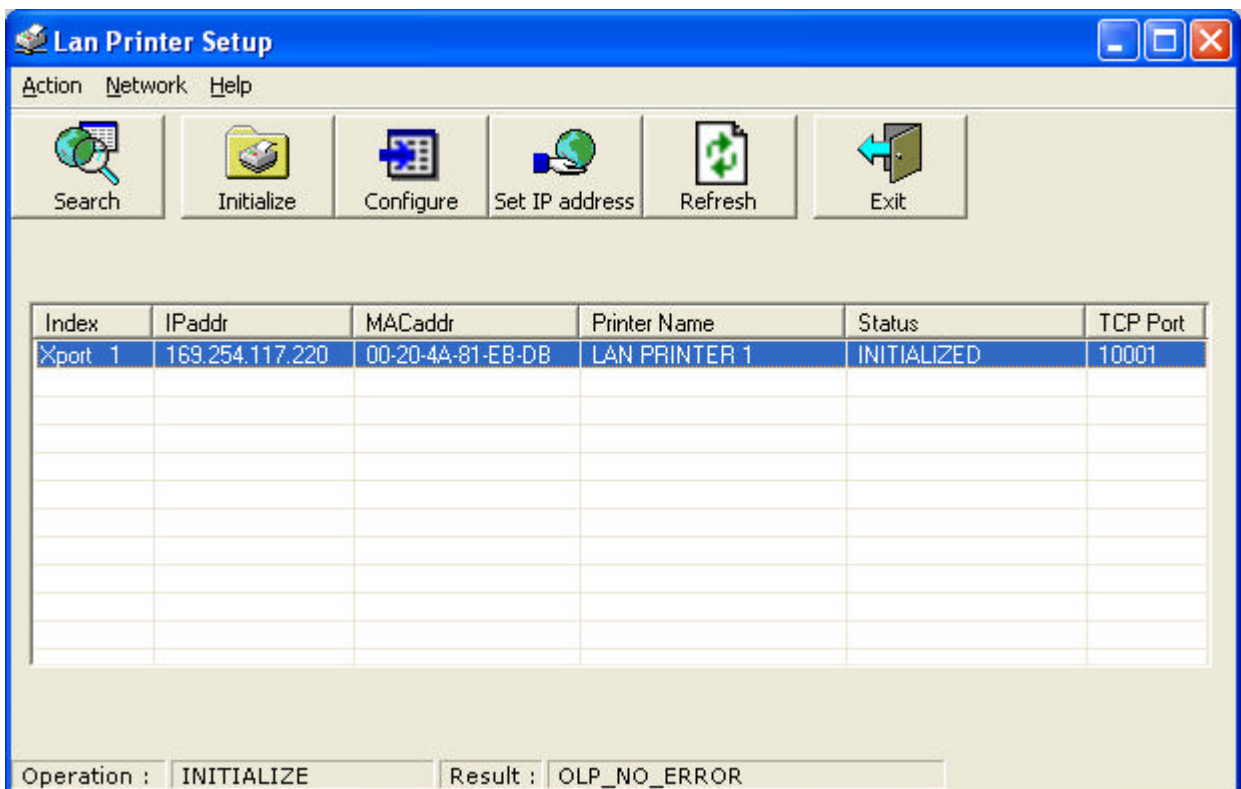 Lan Printer Setup
Action Network Help
Search Initialize Configure Set IP address Refresh Exit
Index IPaddr MACaddr Printer Name Status TCP Port
Xport 1 169.254.117.220 00-20-4A-81-EB-DB LAN PRINTER 1 INITIALIZED 10001
Operation : INITIALIZE Result : OLP_NO_ERROR